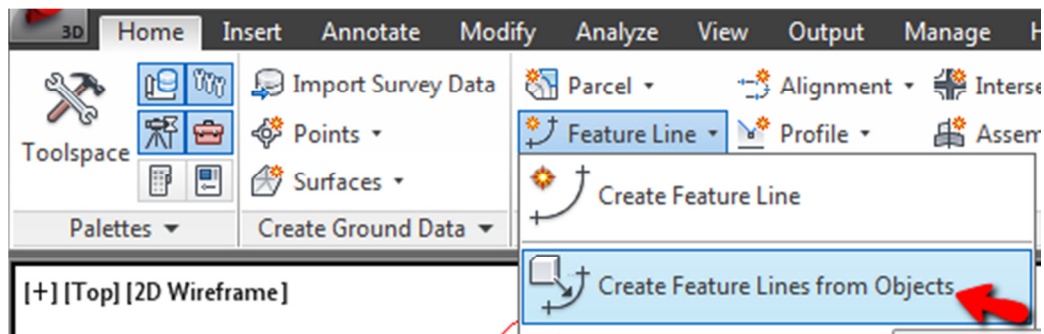 3D Home Insert Annotate Modify Analyze View Output Manage
Import Survey Data Parcel Alignment
Points Feature Line Profile
Toolspace
Surfaces Create Feature Line
Palettes Create Ground Data
[+] [Top] [2D Wireframe] Create Feature Lines from Objects